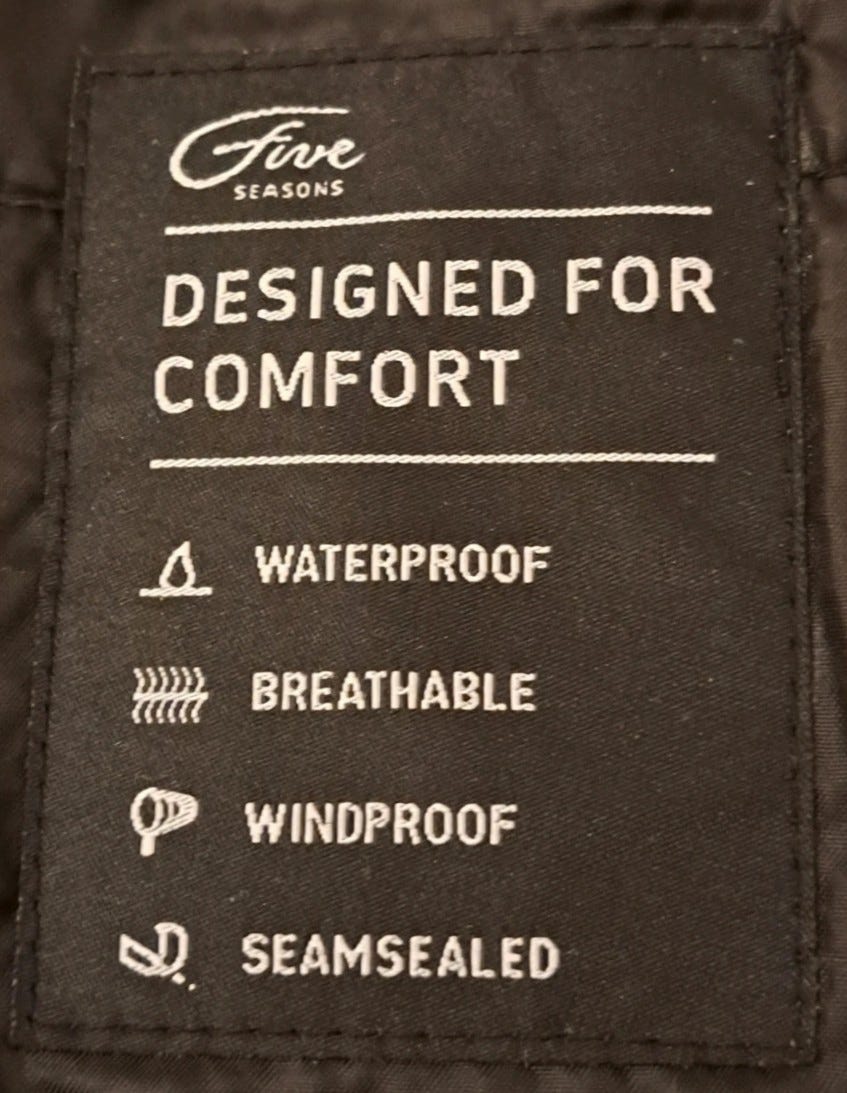 Five
SEASONS
DESIGNED FOR
COMFORT
WATERPROOF
BREATHABLE
WINDPROOF
SEAMSEALED